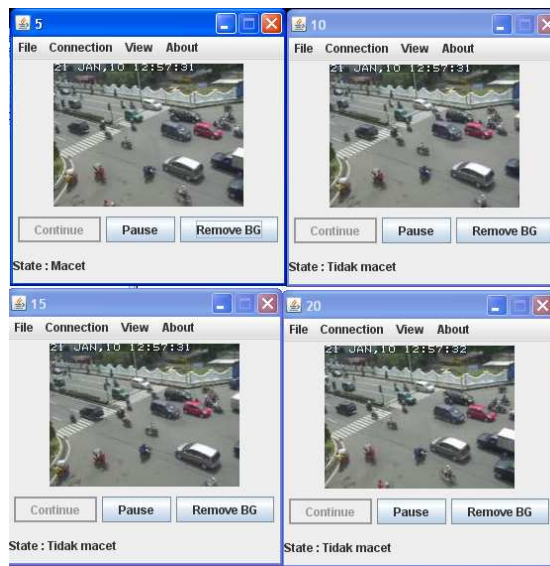 5
File Connection View About
21 JAN,10 12:57:31
Continue Pause Remove BG
State : Macet
10
File Connection View About
21 JAN,10 12:57:31
Continue Pause Remove BG
State : Tidak macet
15
File Connection View About
21 JAN,10 12:57:31
Continue Pause Remove BG
State : Tidak macet
20
File Connection View About
21 JAN,10 12:57:32
Continue Pause Remove BG
State : Tidak macet